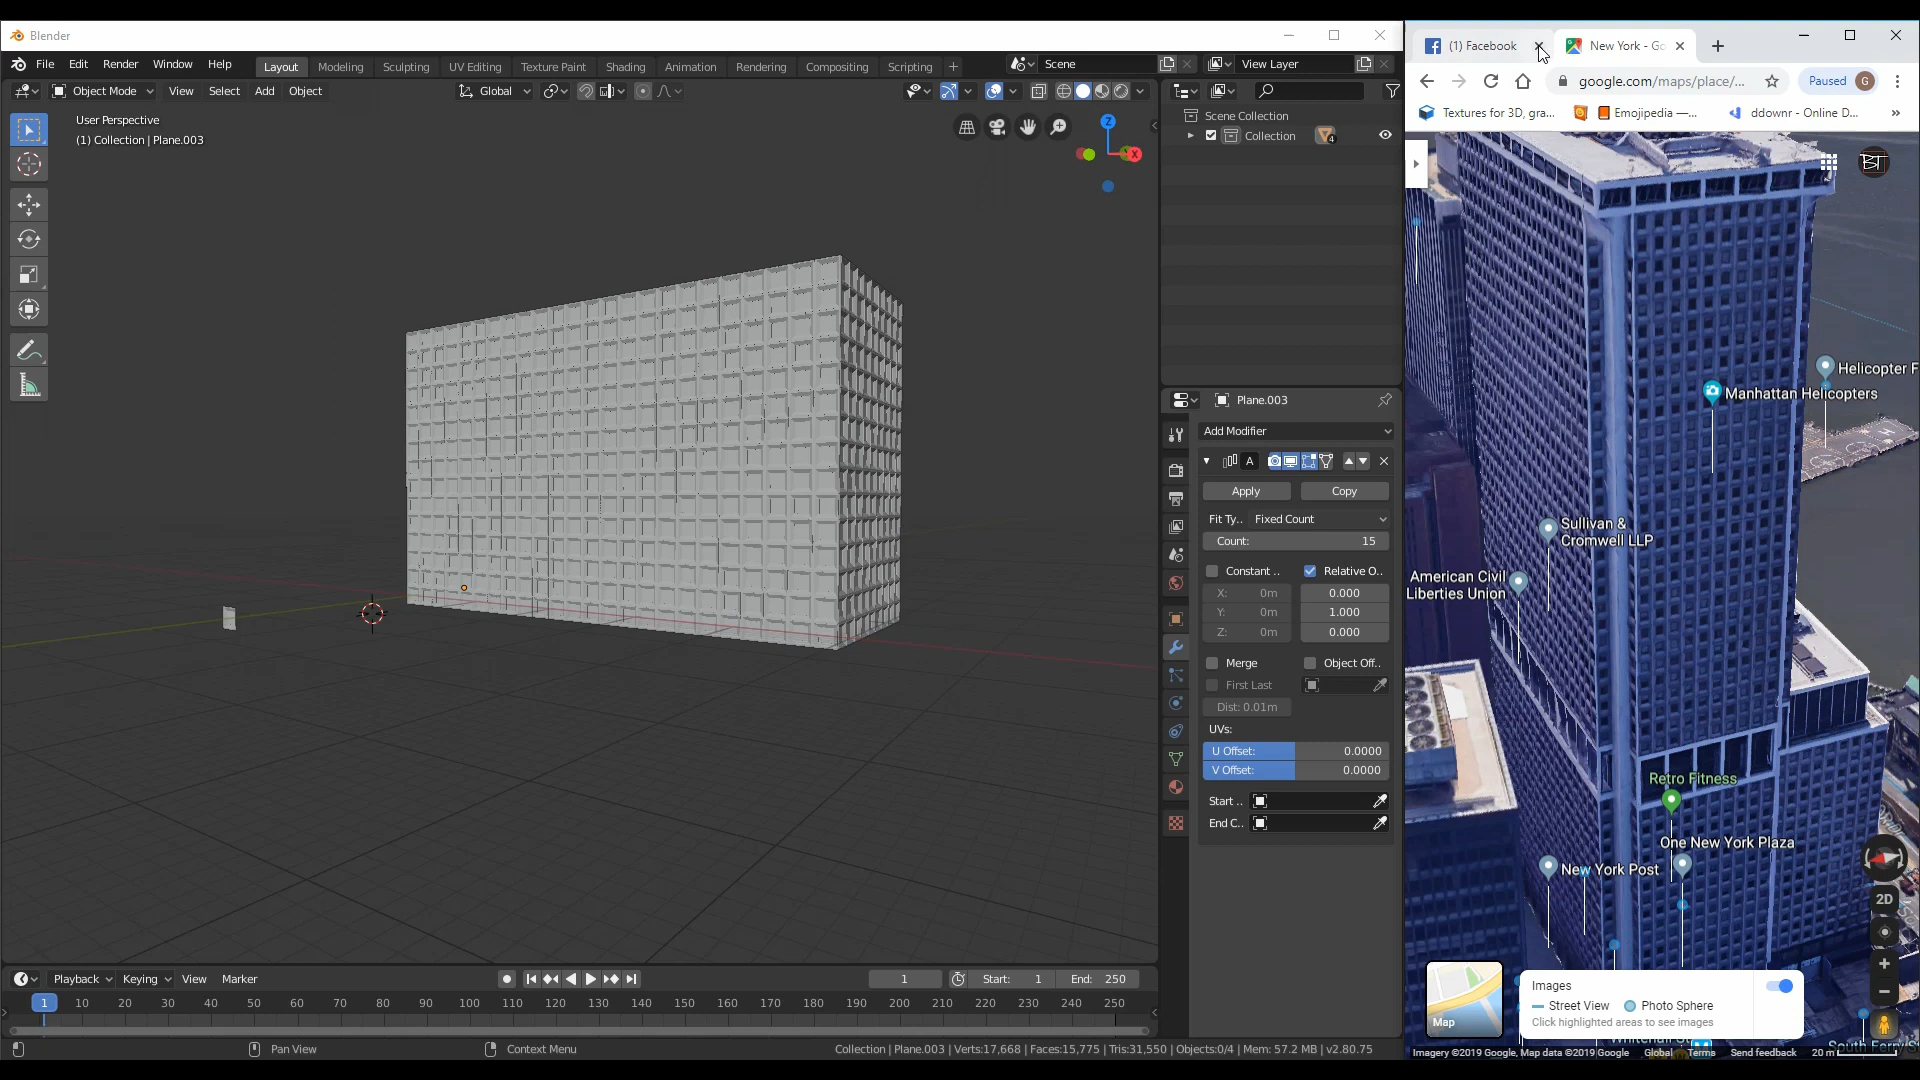 Blender
File Edit Render Window Help
Layout Modeling Sculpting UV Editing Texture Paint Shading Animation Rendering Compositing Scripting
Scene
View Layer
Object Mode View Select Add Object
Global
User Perspective
(1) Collection | Plane.003
Z
X
Scene Collection
Collection
4
Plane.003
Add Modifier
A
Apply Copy
Fit Ty.. Fixed Count
Count: 15
Constant .. Relative O..
X: 0m 0.000
Y: 0m 1.000
Z: 0m 0.000
Merge Object Off..
First Last
Dist: 0.01m
UVs:
U Offset: 0.0000
V Offset: 0.0000
Start ..
End C..
Playback Keying View Marker
1 Start: 1 End: 250
1 10 20 30 40 50 60 70 80 90 100 110 120 130 140 150 160 170 180 190 200 210 220 230 240 250
Pan View Context Menu
Collection | Plane.003 | Verts:17,668 | Faces:15,775 | Tris:31,550 | Objects:0/4 | Mem: 57.2 MB | v2.80.75
(1) Facebook
New York - Go
google.com/maps/place/...
Paused G
Textures for 3D, gra...
Emojipedia —...
ddownr - Online D...
BT
Helicopter F
Manhattan Helicopters
H
Sullivan &
Cromwell LLP
American Civil
Liberties Union
Retro Fitness
One New York Plaza
New York Post
2D
Images
Street View Photo Sphere
Click highlighted areas to see images
Map
Whitehall St
South Ferry S
Imagery ©2019 Google, Map data ©2019 Google Global Terms Send feedback 20 m